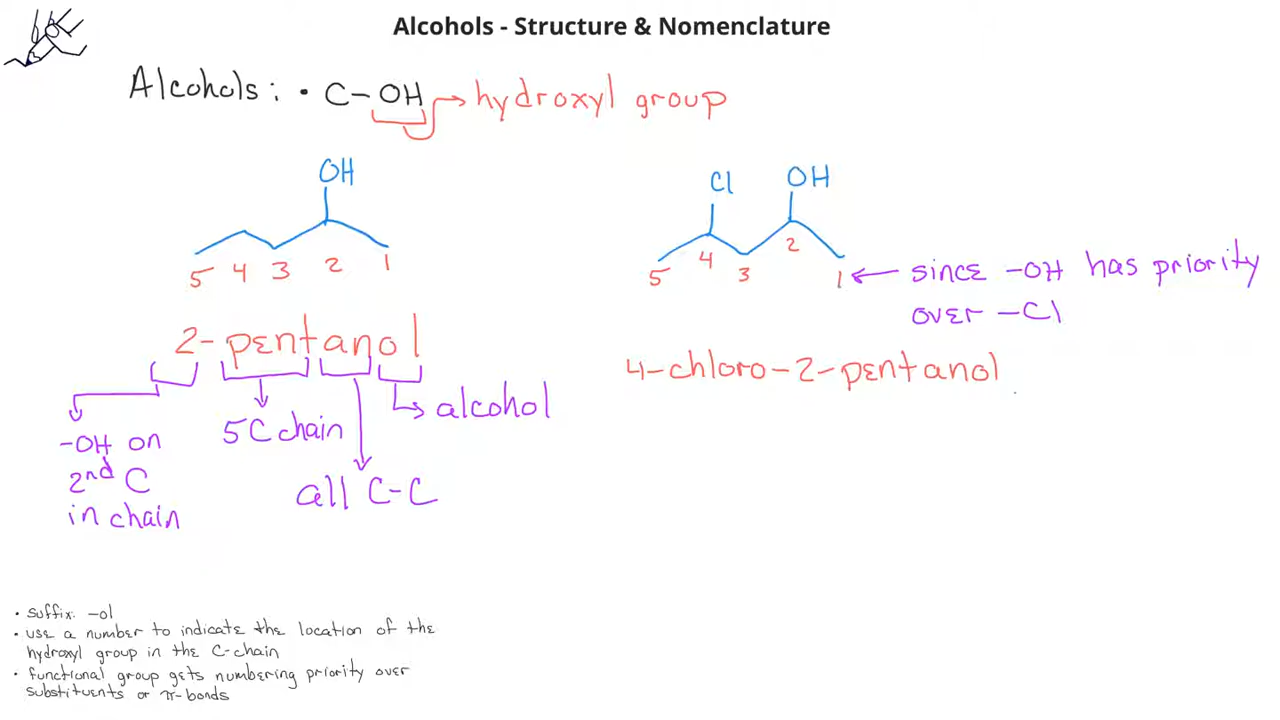 Alcohols - Structure & Nomenclature
Alcohols: • C-OH → hydroxyl group
OH
5 4 3 2 1
2-pentanol
-OH on
2nd C
in chain
5C chain
all C-C
alcohol
Cl OH
5 4 3 2 1
← since -OH has priority
over -Cl
4-chloro-2-pentanol
• suffix: -ol
• use a number to indicate the location of the
hydroxyl group in the C-chain
• functional group gets numbering priority over
substituents or π-bonds